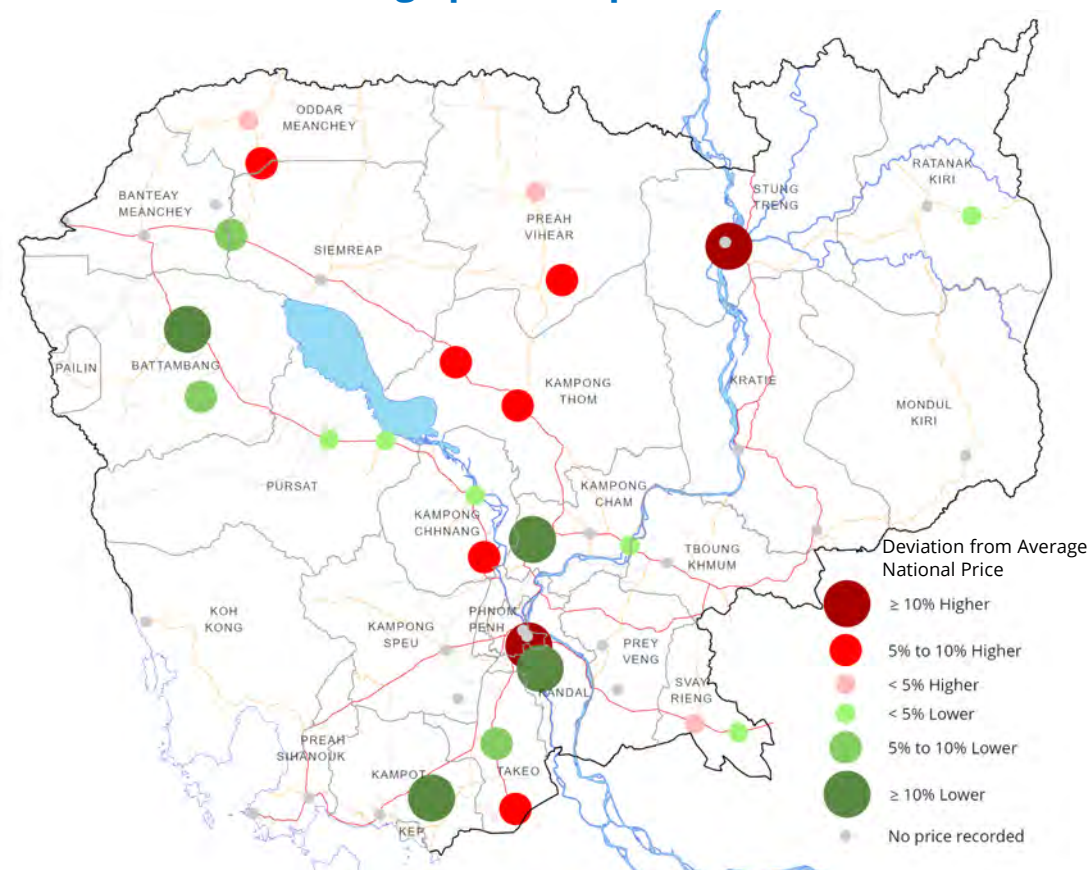 ODDAR
MEANCHEY
BANTEAY
MEANCHEY
SIEMREAP
PREAH
VIHEAR
STUNG
TRENG
RATANAK
KIRI
PAILIN
BATTAMBANG
KAMPONG
THOM
KRATIE
MONDUL
KIRI
PURSAT
KAMPONG
CHHNANG
KAMPONG
CHAM
TBOUNG
KHMUM
KOH
KONG
KAMPONG
SPEU
PHNOM
PENH
PREY
VENG
KANDAL
SVAY
RIENG
PREAH
SIHANOUK
KAMPOT
TAKEO
KEP
Deviation from Average
National Price
≥ 10% Higher
5% to 10% Higher
< 5% Higher
< 5% Lower
5% to 10% Lower
≥ 10% Lower
No price recorded